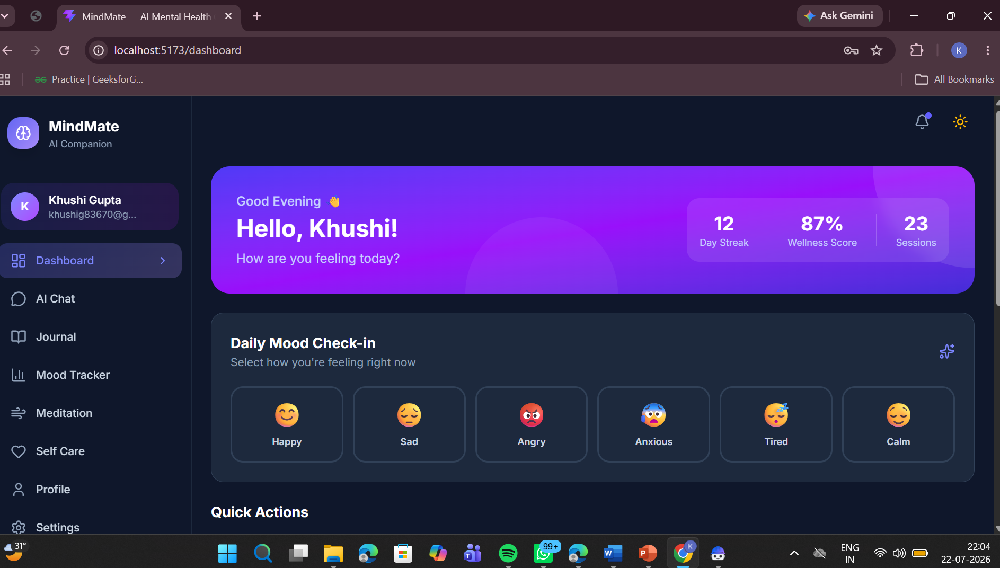 MindMate — AI Mental Health
Ask Gemini
localhost:5173/dashboard
K
Practice | GeeksforG...
All Bookmarks
MindMate
AI Companion
K
Khushi Gupta
khushig83670@g...
Dashboard
AI Chat
Journal
Mood Tracker
Meditation
Self Care
Profile
Settings
Good Evening 👋
Hello, Khushi!
How are you feeling today?
12
Day Streak
87%
Wellness Score
23
Sessions
Daily Mood Check-in
Select how you're feeling right now
Happy
Sad
Angry
Anxious
Tired
Calm
Quick Actions
31°
T
99+
W
P
K
ENG
IN
22:04
22-07-2026